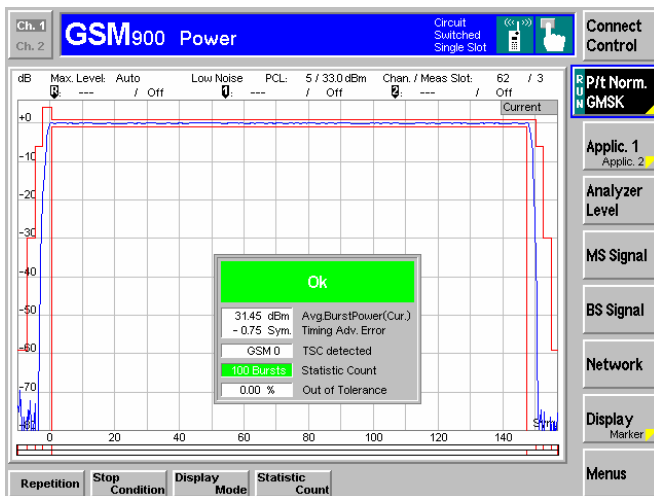 Ch. 1
Ch. 2
GSM900 Power
Circuit
Switched
Single Slot
Connect
Control
dB Max. Level: Auto Low Noise PCL: 5 / 33.0 dBm Chan. / Meas Slot: 62 / 3
--- / Off 1: --- / Off 2: --- / Off
Current
RUN
P/t Norm.
GMSK
Applic. 1
Applic. 2
Analyzer
Level
MS Signal
BS Signal
Network
Display
Marker
Menus
+0
-10
-20
-30
-40
-50
-60
-70
Ok
31.45 dBm Avg.BurstPower(Cur.)
- 0.75 Sym. Timing Adv. Error
GSM 0 TSC detected
100 Bursts Statistic Count
0.00 % Out of Tolerance
0 20 40 60 80 100 120 140
Repetition
Stop
Condition
Display
Mode
Statistic
Count